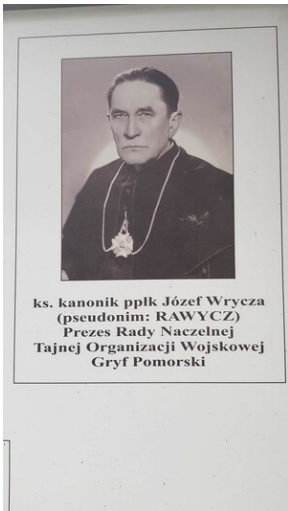 ks. kanonik ppłk Józef Wrycza
(pseudonim: RAWYCZ)
Prezes Rady Naczelnej
Tajnej Organizacji Wojskowej
Gryf Pomorski